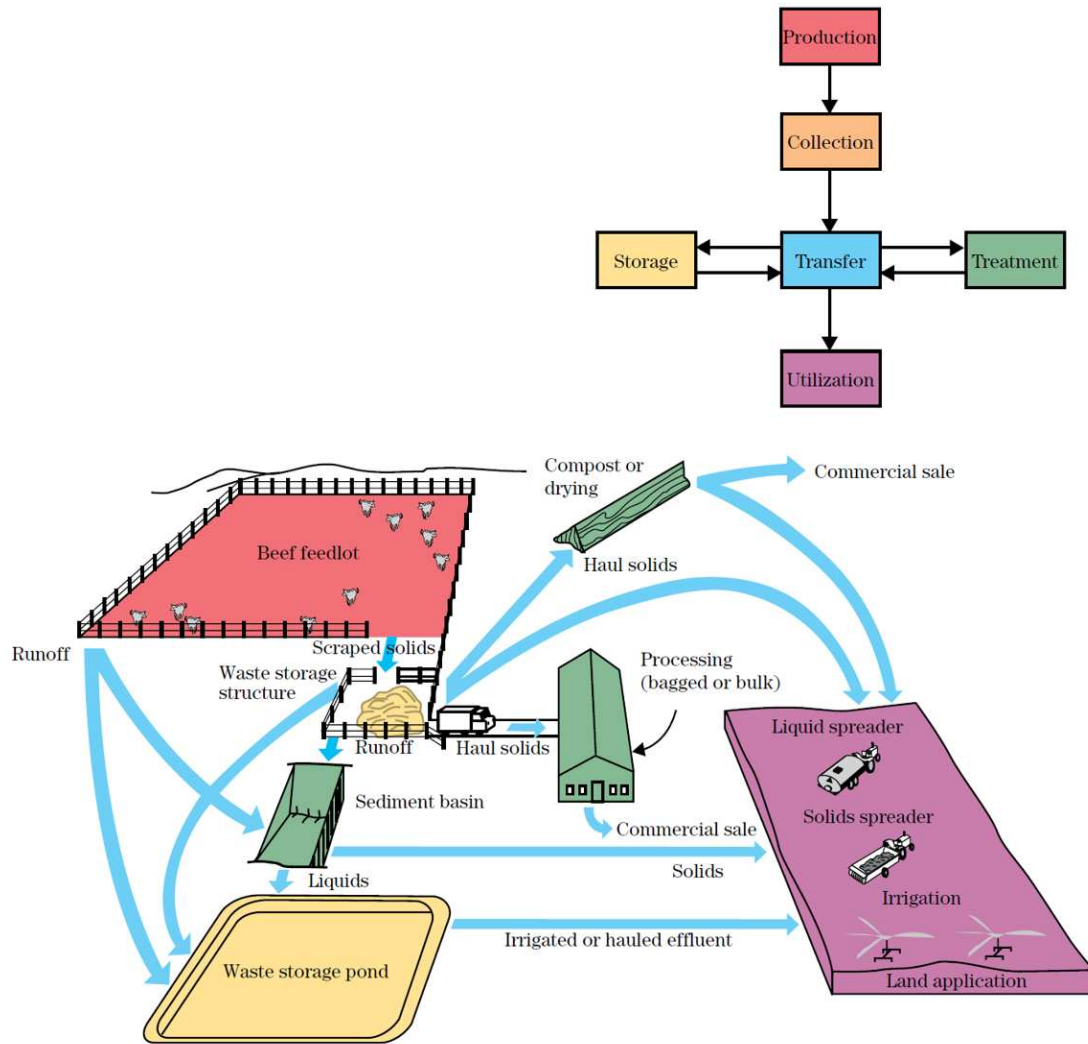 Production
Collection
Storage
Transfer
Treatment
Utilization
Compost or
drying
Commercial sale
Beef feedlot
Haul solids
Runoff
Scraped solids
Waste storage
structure
Processing
(bagged or bulk)
Runoff
Haul solids
Liquid spreader
Sediment basin
Solids spreader
Commercial sale
Solids
Liquids
Irrigation
Irrigated or hauled effluent
Waste storage pond
Land application